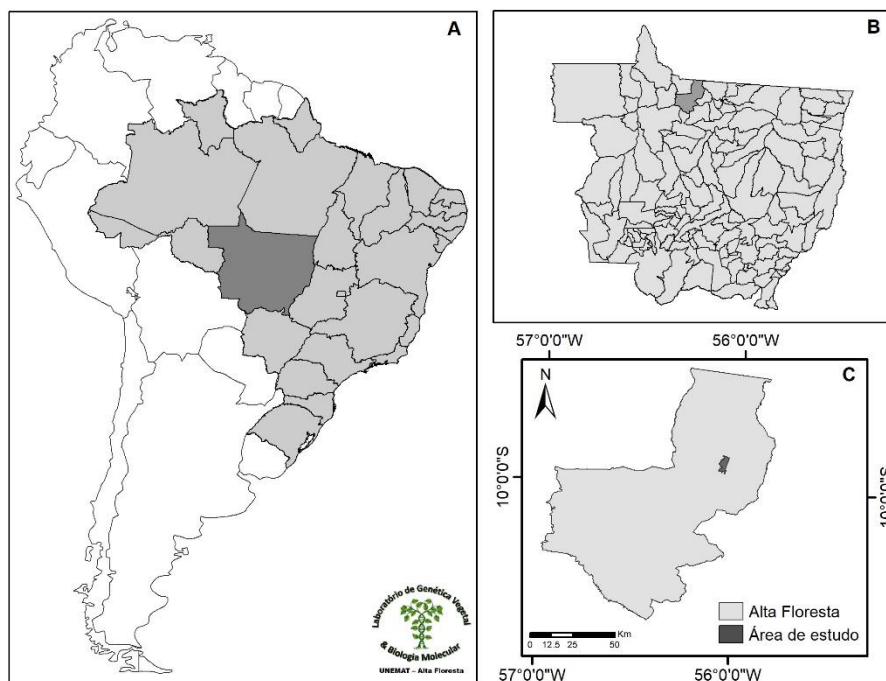 A
B
57°0'0"W
56°0'0"W
C
N
10°0'0"S
10°0'0"S
Alta Floresta
Área de estudo
Km
0 12.5 25 50
57°0'0"W
56°0'0"W
Laboratório de Genética Vegetal
& Biologia Molecular
UNEMAT – Alta Floresta